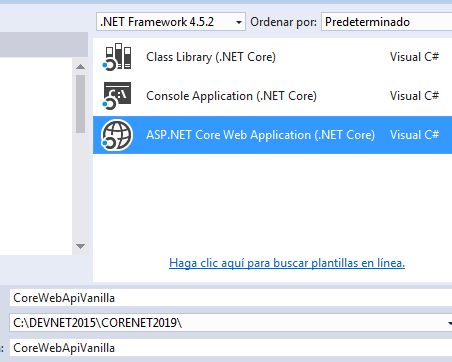 .NET Framework 4.5.2 Ordenar por: Predeterminado
Class Library (.NET Core) Visual C#
C:\
Console Application (.NET Core) Visual C#
ASP.NET Core Web Application (.NET Core) Visual C#
Haga clic aquí para buscar plantillas en línea.
CoreWebApiVanilla
C:\DEVNET2015\CORENET2019\
CoreWebApiVanilla